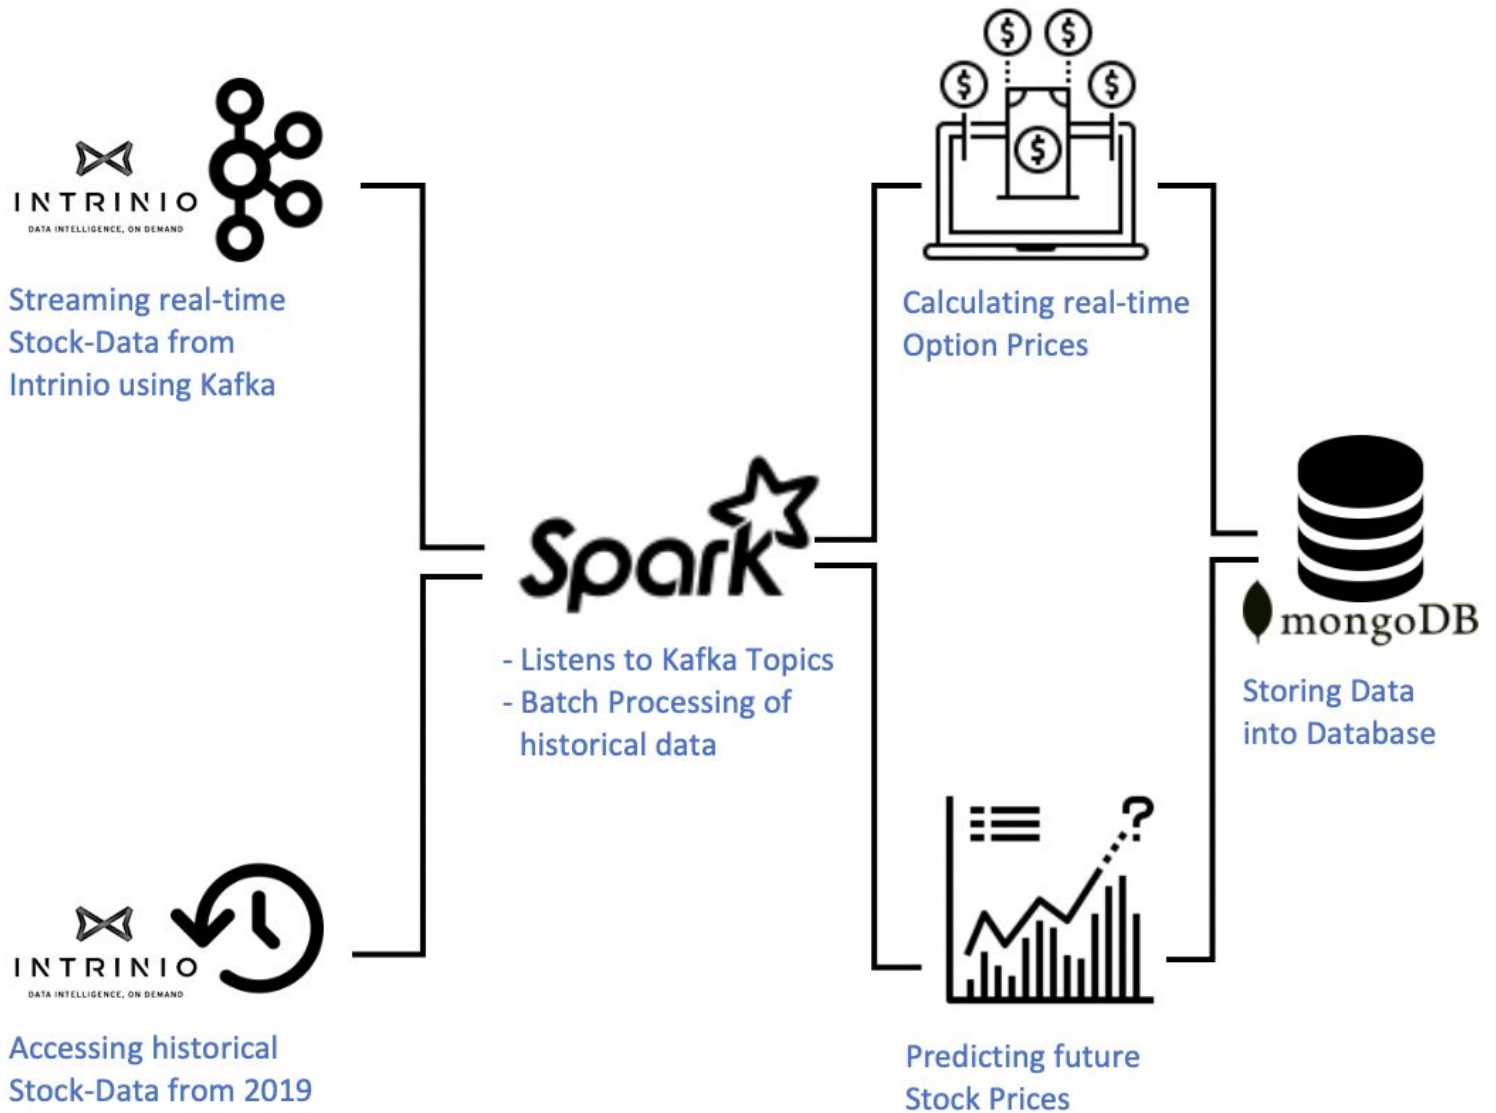 INTRINIO
DATA INTELLIGENCE, ON DEMAND
Streaming real-time
Stock-Data from
Intrinio using Kafka
INTRINIO
DATA INTELLIGENCE, ON DEMAND
Accessing historical
Stock-Data from 2019
Spark
- Listens to Kafka Topics
- Batch Processing of
historical data
$ $
$ $
$
Calculating real-time
Option Prices
?
Predicting future
Stock Prices
mongoDB
Storing Data
into Database